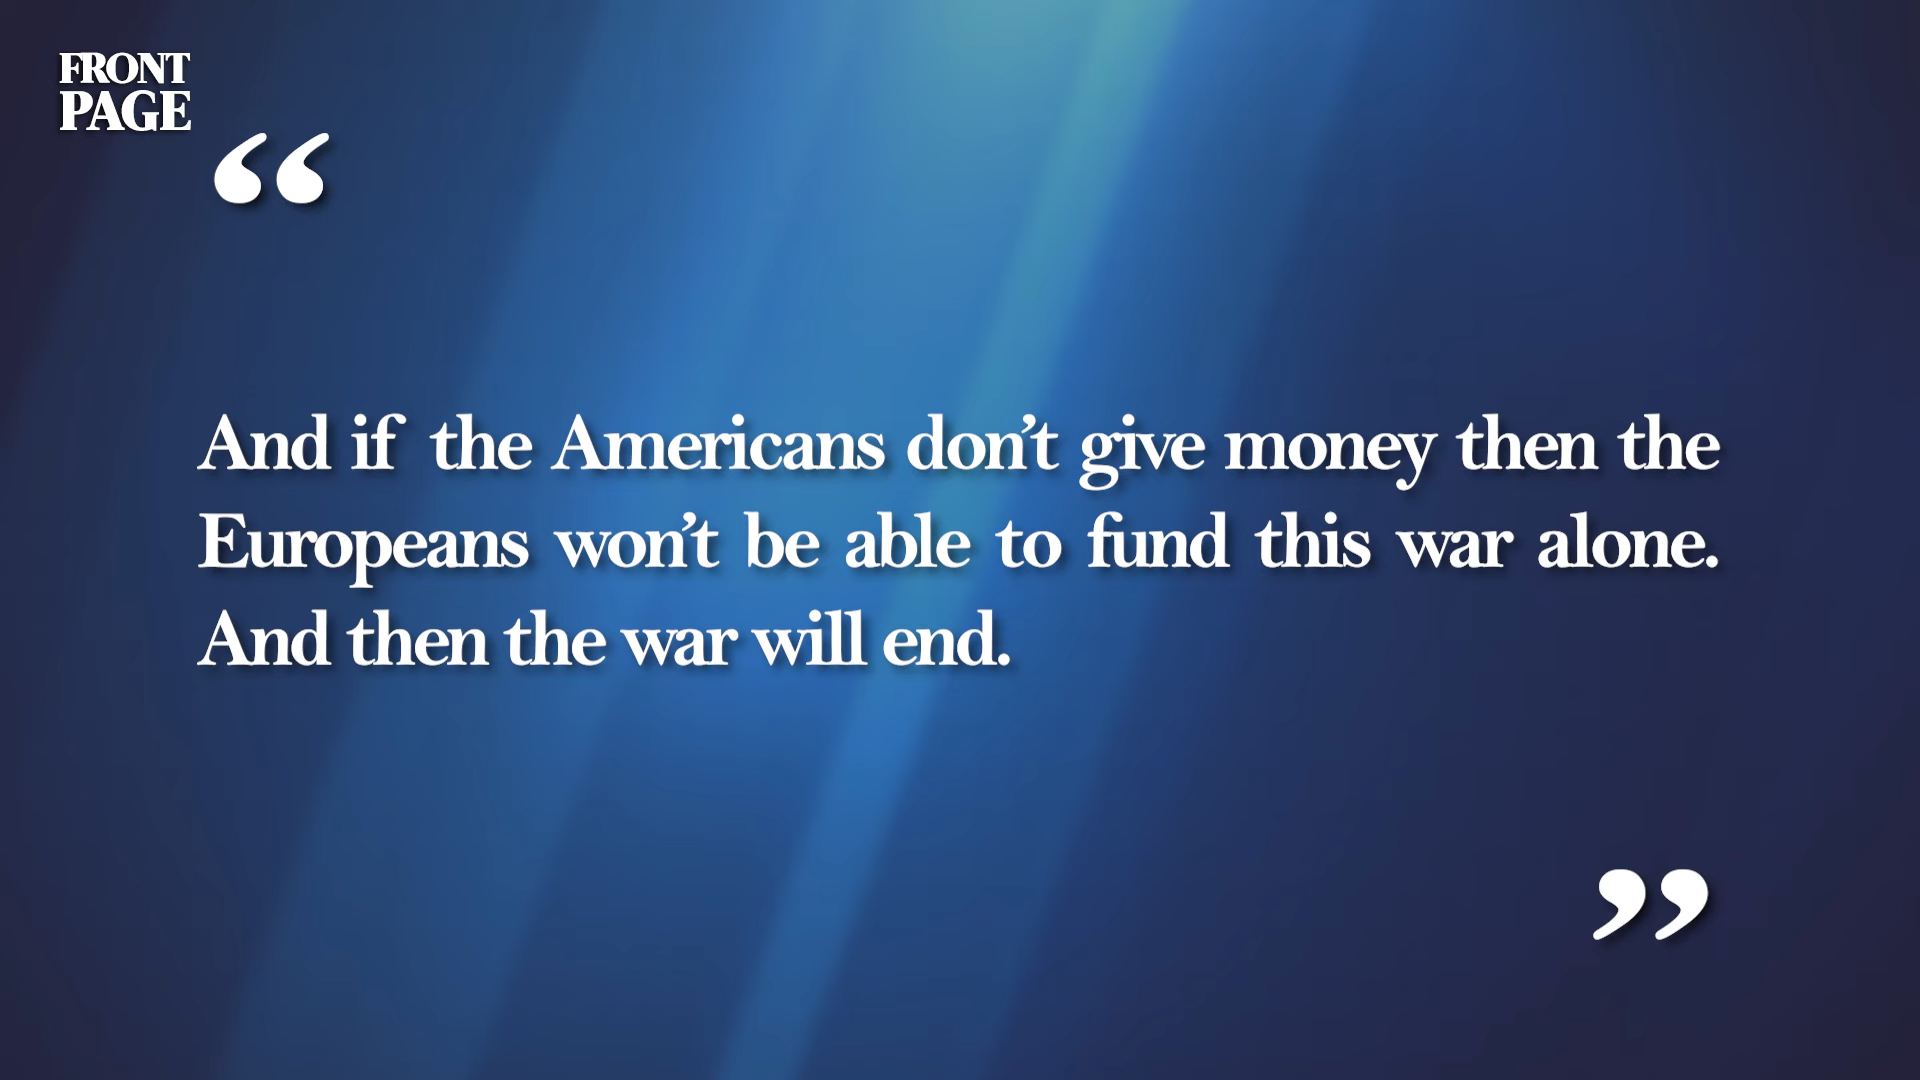 FRONT
PAGE
“
And if the Americans don’t give money then the
Europeans won’t be able to fund this war alone.
And then the war will end.
”